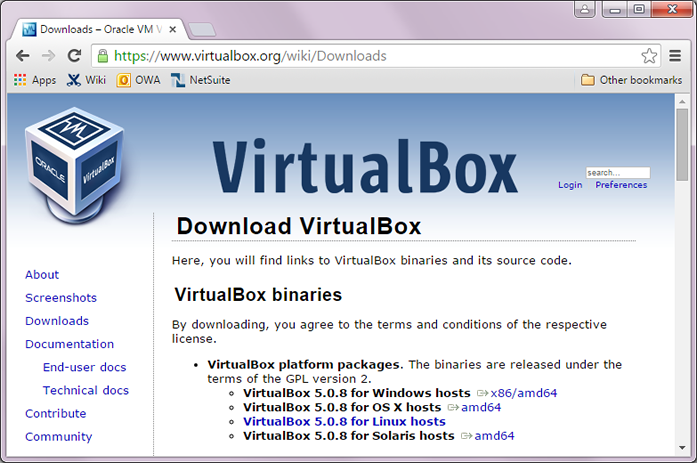 Downloads – Oracle VM V
https://www.virtualbox.org/wiki/Downloads
Apps Wiki OWA NetSuite Other bookmarks
ORACLE VirtualBox
VirtualBox
search...
Login Preferences
Download VirtualBox
Here, you will find links to VirtualBox binaries and its source code.
VirtualBox binaries
By downloading, you agree to the terms and conditions of the respective
license.
• VirtualBox platform packages. The binaries are released under the
terms of the GPL version 2.
◦ VirtualBox 5.0.8 for Windows hosts x86/amd64
◦ VirtualBox 5.0.8 for OS X hosts amd64
◦ VirtualBox 5.0.8 for Linux hosts
◦ VirtualBox 5.0.8 for Solaris hosts amd64
About
Screenshots
Downloads
Documentation
End-user docs
Technical docs
Contribute
Community